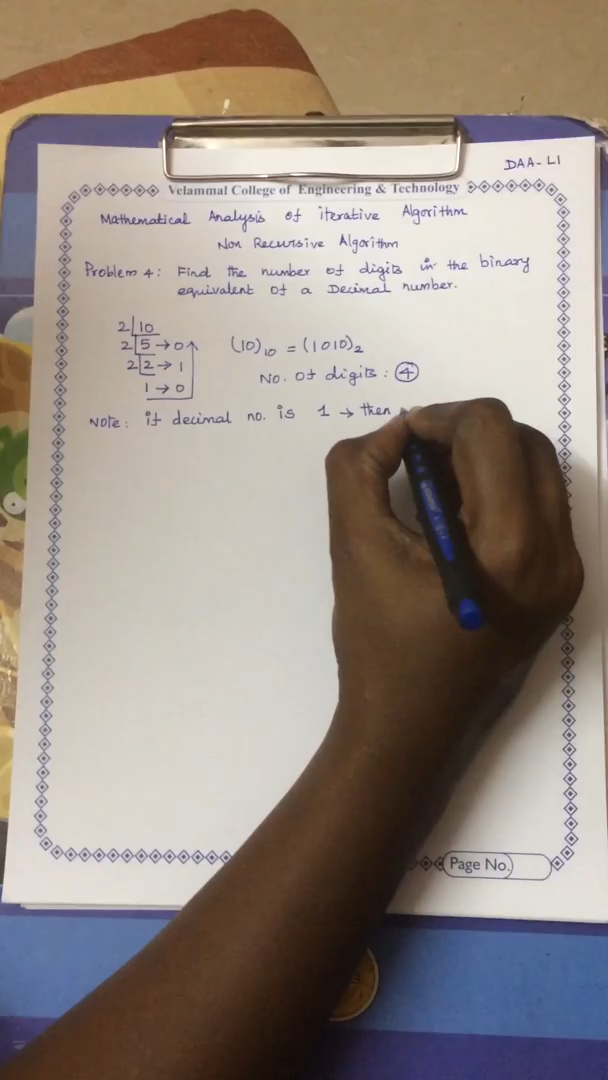 DAA-L1
Velammal College of Engineering & Technology
Mathematical Analysis of iterative Algorithm
Non Recursive Algorithm
Problem 4: Find the number of digits in the binary
equivalent of a Decimal number.
2 10
2 5 → 0
2 2 → 1
1 → 0
(10)₁₀ = (1010)₂
No. of digits: 4
Note: if decimal no. is 1 → then
Page No.